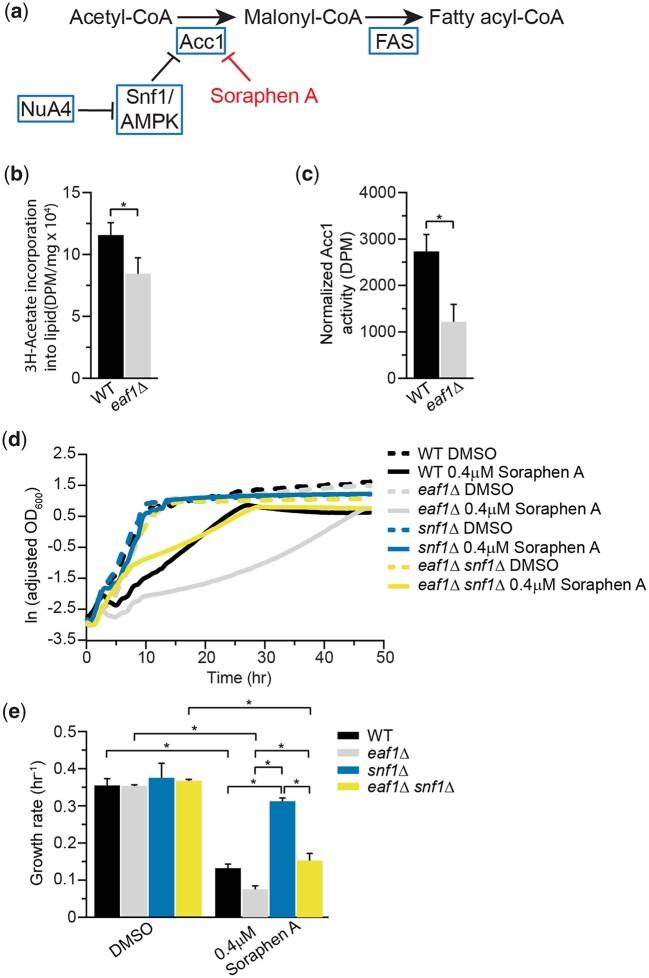 (a)
Acetyl-CoA Malonyl-CoA Fatty acyl-CoA
Acc1 FAS
Snf1/
NuA4 AMPK Soraphen A
(b)
3H-Acetate incorporation
into lipid(DPM/mg x 10⁴)
15
10
5
0
*
WT eaf1Δ
(c)
Normalized Acc1
activity (DPM)
4000
3000
2000
1000
0
*
WT eaf1Δ
(d)
ln (adjusted OD₆₀₀)
2.5
1.5
0.5
-0.5
-1.5
-2.5
-3.5
0 10 20 30 40 50
Time (hr)
WT DMSO
WT 0.4μM Soraphen A
eaf1Δ DMSO
eaf1Δ 0.4μM Soraphen A
snf1Δ DMSO
snf1Δ 0.4μM Soraphen A
eaf1Δ snf1Δ DMSO
eaf1Δ snf1Δ 0.4μM Soraphen A
(e)
Growth rate (hr⁻¹)
0.5
0.4
0.3
0.2
0.1
0
*
*
* *
*
* *
WT
eaf1Δ
snf1Δ
eaf1Δ snf1Δ
DMSO
0.4μM
Soraphen A